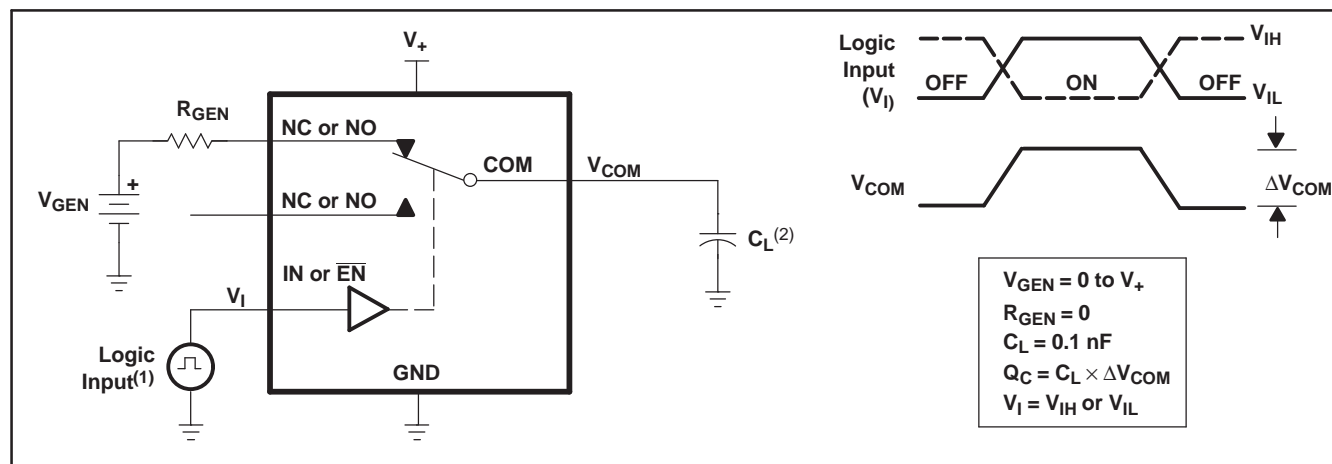 V+
RGEN
NC or NO
COM
VCOM
VGEN
+
NC or NO
CL(2)
IN or E̅N̅
VI
Logic
Input(1)
GND
Logic
Input
(VI)
OFF
ON
OFF
VIH
VIL
VCOM
ΔVCOM
VGEN = 0 to V+
RGEN = 0
CL = 0.1 nF
QC = CL × ΔVCOM
VI = VIH or VIL